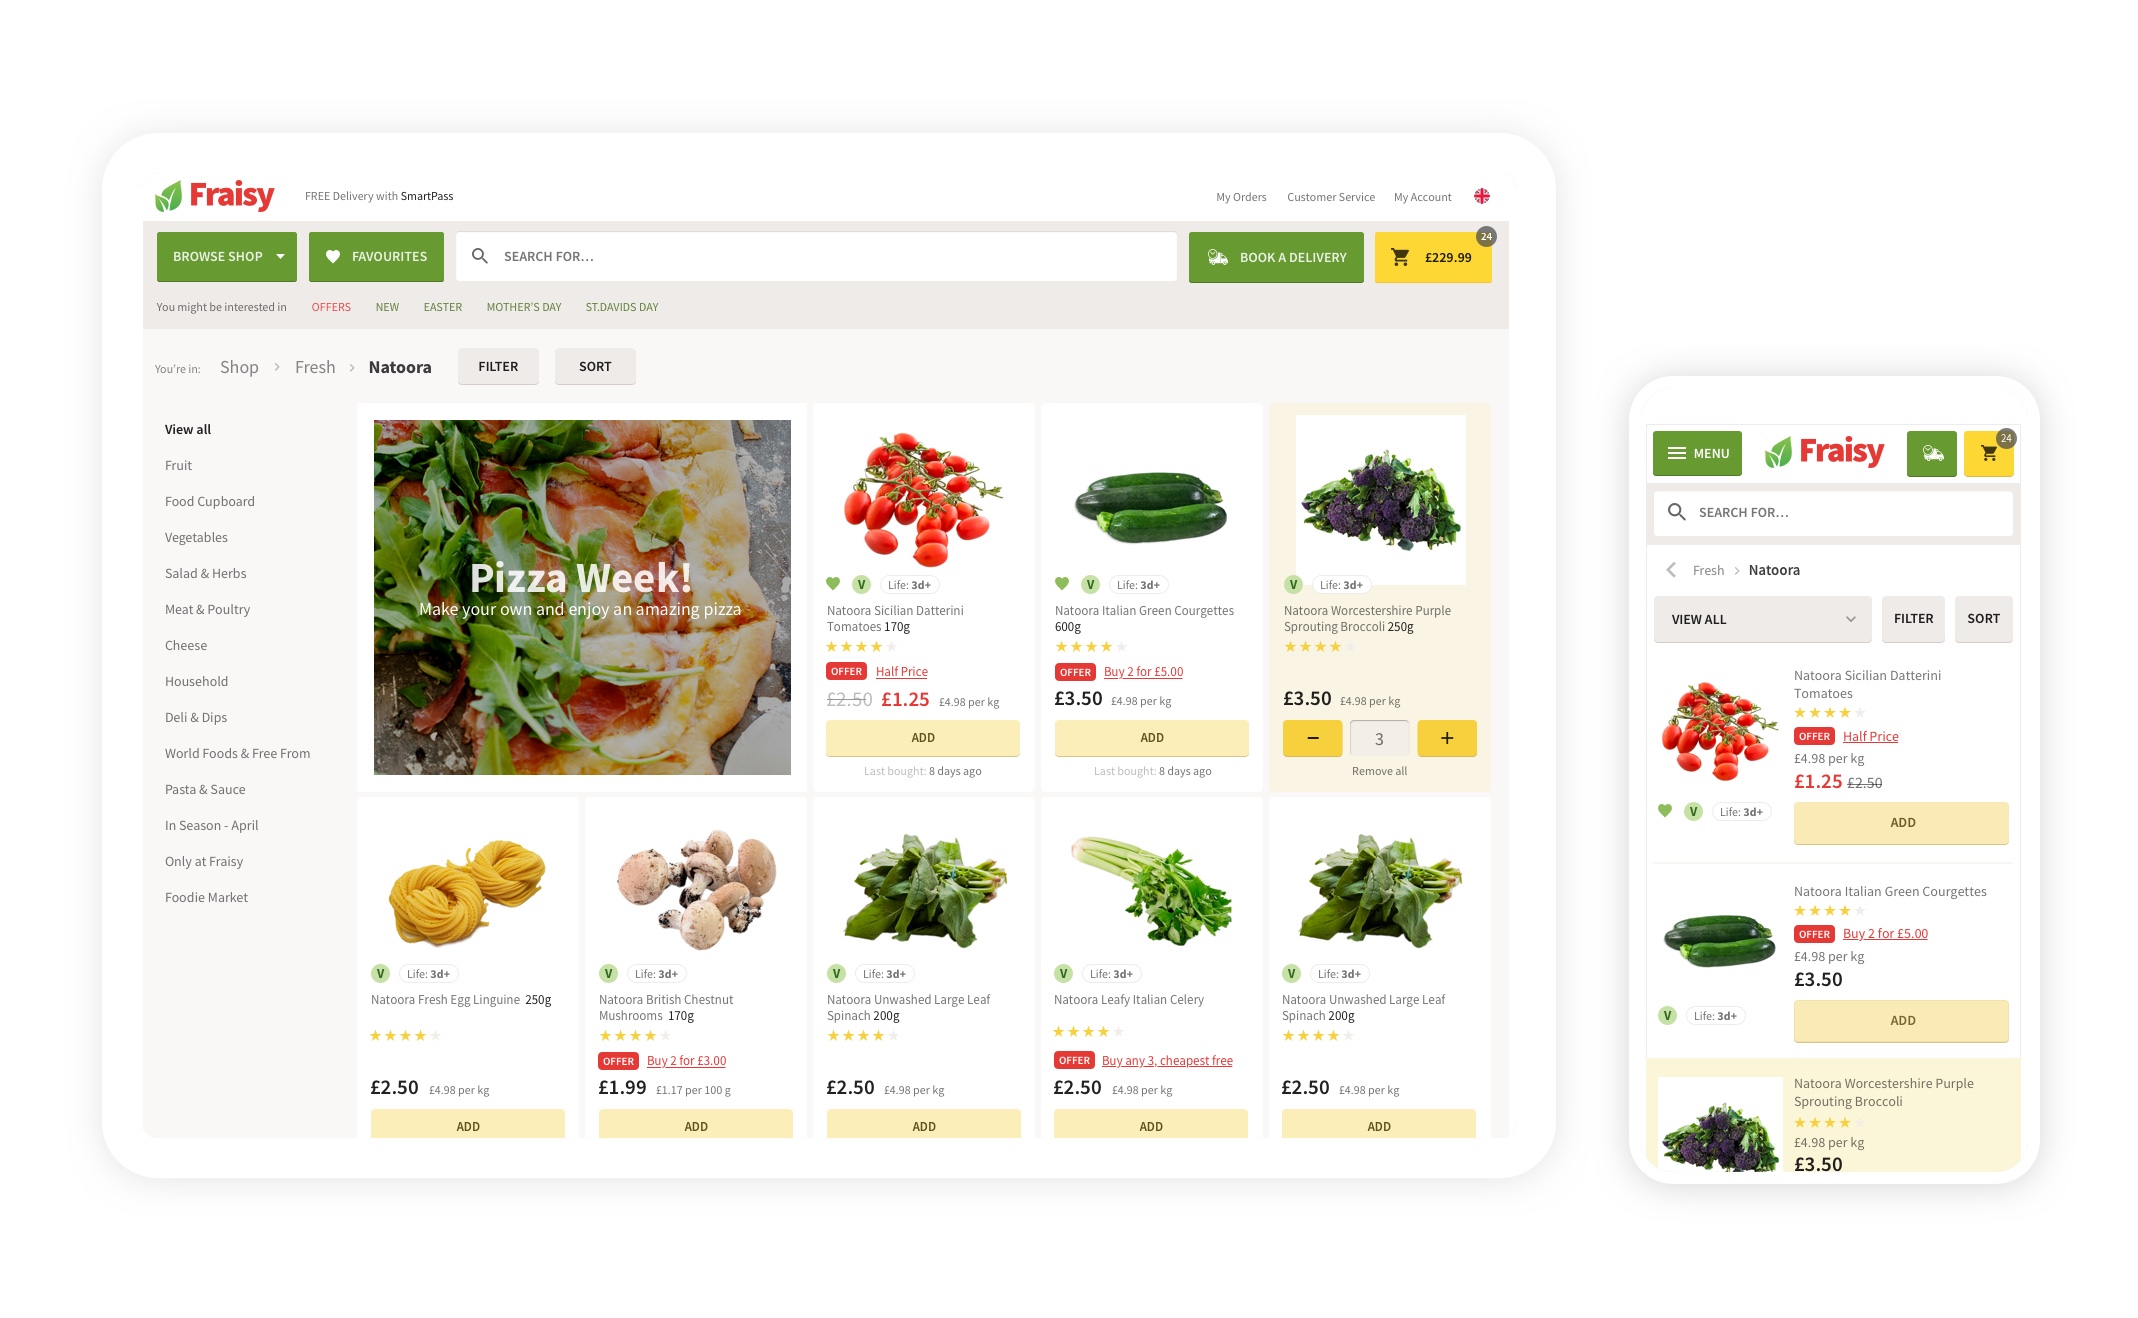 Fraisy
FREE Delivery with SmartPass
My Orders
Customer Service
My Account
BROWSE SHOP
FAVOURITES
SEARCH FOR...
BOOK A DELIVERY
£229.99
24
You might be interested in
OFFERS
NEW
EASTER
MOTHER'S DAY
ST.DAVIDS DAY
You're in:
Shop
Fresh
Natoora
FILTER
SORT
View all
Fruit
Food Cupboard
Vegetables
Salad & Herbs
Meat & Poultry
Cheese
Household
Deli & Dips
World Foods & Free From
Pasta & Sauce
In Season - April
Only at Fraisy
Foodie Market
Pizza Week!
Make your own and enjoy an amazing pizza
V
Life: 3d+
Natoora Sicilian Datterini
Tomatoes 170g
OFFER
Half Price
£2.50 £1.25 £4.98 per kg
ADD
Last bought: 8 days ago
V
Life: 3d+
Natoora Italian Green Courgettes
600g
OFFER
Buy 2 for £5.00
£3.50 £4.98 per kg
ADD
Last bought: 8 days ago
V
Life: 3d+
Natoora Worcestershire Purple
Sprouting Broccoli 250g
£3.50 £4.98 per kg
− 3 +
Remove all
V
Life: 3d+
Natoora Fresh Egg Linguine 250g
£2.50 £4.98 per kg
ADD
V
Life: 3d+
Natoora British Chestnut
Mushrooms 170g
OFFER
Buy 2 for £3.00
£1.99 £1.17 per 100 g
ADD
V
Life: 3d+
Natoora Unwashed Large Leaf
Spinach 200g
£2.50 £4.98 per kg
ADD
V
Life: 3d+
Natoora Leafy Italian Celery
OFFER
Buy any 3, cheapest free
£2.50 £4.98 per kg
ADD
V
Life: 3d+
Natoora Unwashed Large Leaf
Spinach 200g
£2.50 £4.98 per kg
ADD
MENU
Fraisy
24
SEARCH FOR...
Fresh
Natoora
VIEW ALL
FILTER
SORT
Natoora Sicilian Datterini
Tomatoes
OFFER
Half Price
£4.98 per kg
£1.25 £2.50
V
Life: 3d+
ADD
Natoora Italian Green Courgettes
OFFER
Buy 2 for £5.00
£4.98 per kg
£3.50
V
Life: 3d+
ADD
Natoora Worcestershire Purple
Sprouting Broccoli
£4.98 per kg
£3.50